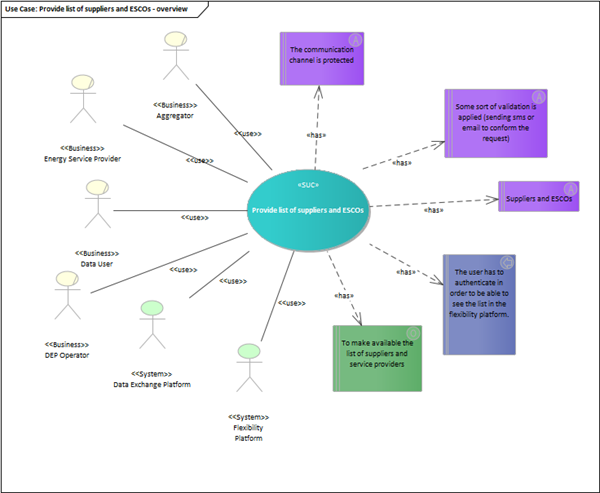 Use Case: Provide list of suppliers and ESCOs - overview
The communication
channel is protected
A
<<Business>>
Aggregator
Some sort of validation is
applied (sending sms or
email to conform the
request)
A
<<Business>>
Energy Service Provider
«use»
«has»
«use»
«has»
«SUC»
Provide list of suppliers and ESCOs
Suppliers and ESCOs
A
«use»
«has»
<<Business>>
Data User
«use»
«has»
The user has to
authenticate in
order to be able to
see the list in the
flexibility platform.
<<Business>>
DEP Operator
«use»
«use»
«has»
To make available the
list of suppliers and
service providers
<<System>>
Data Exchange Platform
<<System>>
Flexibility
Platform